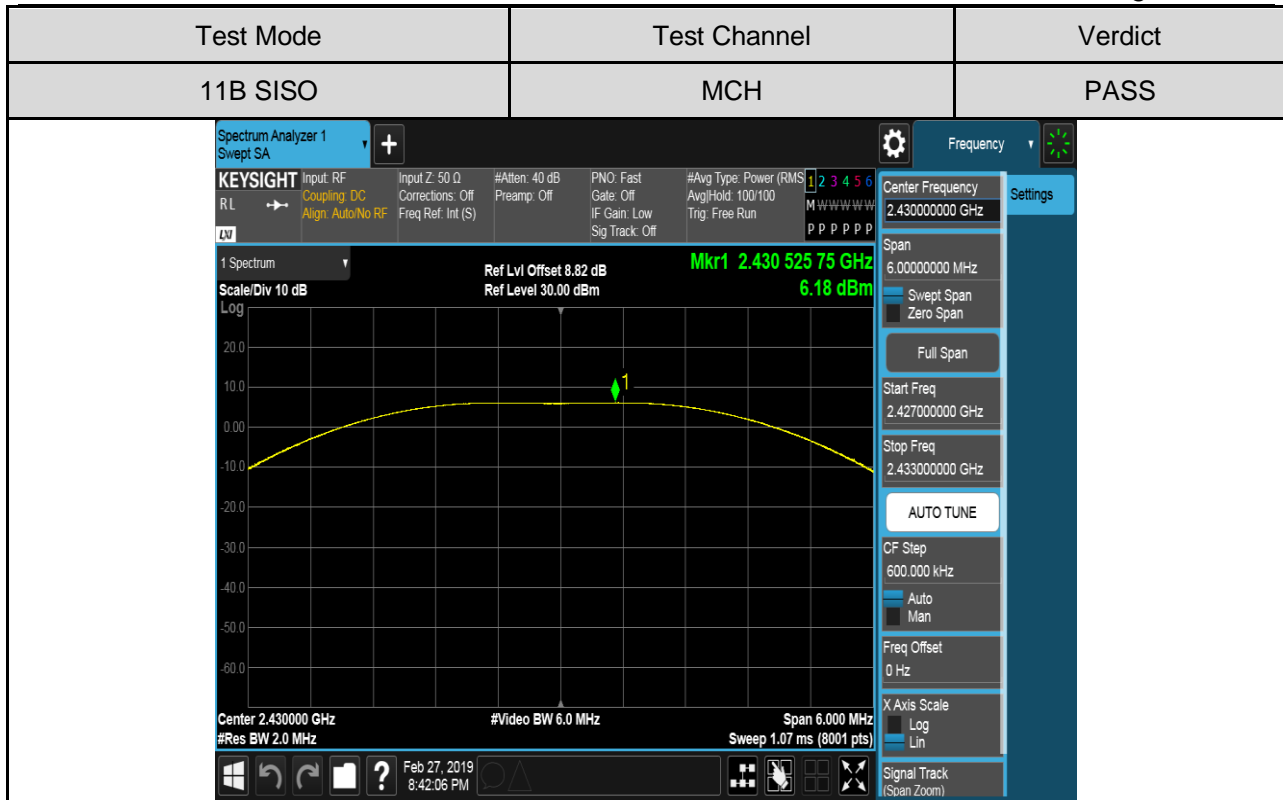 Test Mode Test Channel Verdict
11B SISO MCH PASS
Spectrum Analyzer 1
Swept SA
+
Frequency
KEYSIGHT
RL
LXI
Input: RF
Coupling: DC
Align: Auto/No RF
Input Z: 50 Ω
Corrections: Off
Freq Ref: Int (S)
#Atten: 40 dB
Preamp: Off
PNO: Fast
Gate: Off
IF Gain: Low
Sig Track: Off
#Avg Type: Power (RMS
Avg|Hold: 100/100
Trig: Free Run
1 2 3 4 5 6
M W W W W W
P P P P P P
1 Spectrum
Scale/Div 10 dB
Ref Lvl Offset 8.82 dB
Ref Level 30.00 dBm
Mkr1 2.430 525 75 GHz
6.18 dBm
Log
20.0
10.0
0.00
-10.0
-20.0
-30.0
-40.0
-50.0
-60.0
1
Center 2.430000 GHz
#Res BW 2.0 MHz
#Video BW 6.0 MHz
Span 6.000 MHz
Sweep 1.07 ms (8001 pts)
Center Frequency
2.430000000 GHz
Settings
Span
6.00000000 MHz
Swept Span
Zero Span
Full Span
Start Freq
2.427000000 GHz
Stop Freq
2.433000000 GHz
AUTO TUNE
CF Step
600.000 kHz
Auto
Man
Freq Offset
0 Hz
X Axis Scale
Log
Lin
Signal Track
(Span Zoom)
?
Feb 27, 2019
8:42:06 PM